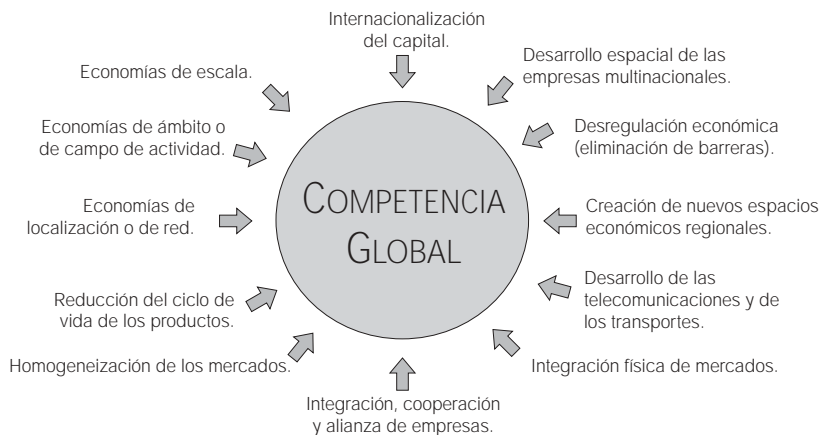 Internacionalización
del capital.
Desarrollo espacial de las
empresas multinacionales.
Desregulación económica
(eliminación de barreras).
Creación de nuevos espacios
económicos regionales.
Desarrollo de las
telecomunicaciones y de
los transportes.
Integración física de mercados.
Integración, cooperación
y alianza de empresas.
Homogeneización de los mercados.
Reducción del ciclo de
vida de los productos.
Economías de
localización o de red.
Economías de ámbito o
de campo de actividad.
Economías de escala.
COMPETENCIA
GLOBAL